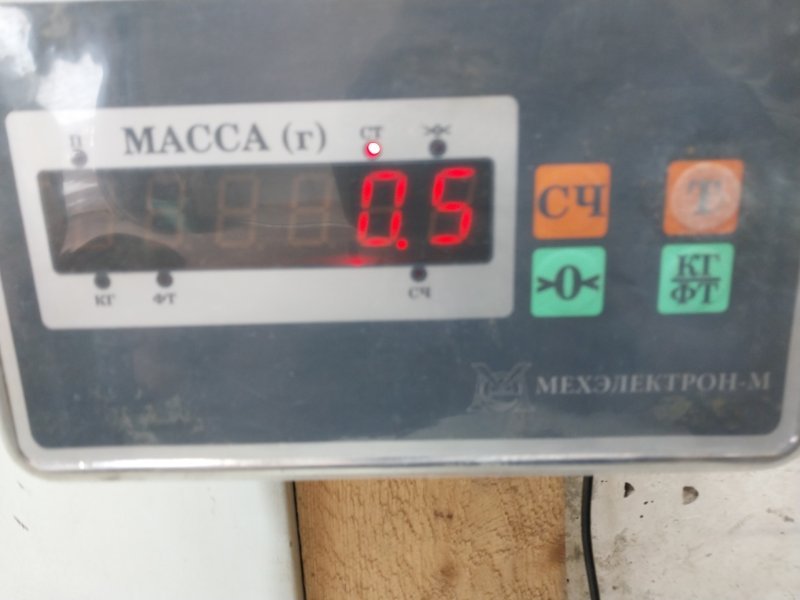 П МАССА (г) СТ >*<
0.5
КГ ФТ СЧ
СЧ Т
>0< КГ
ФТ
МЕХЭЛЕКТРОН-М